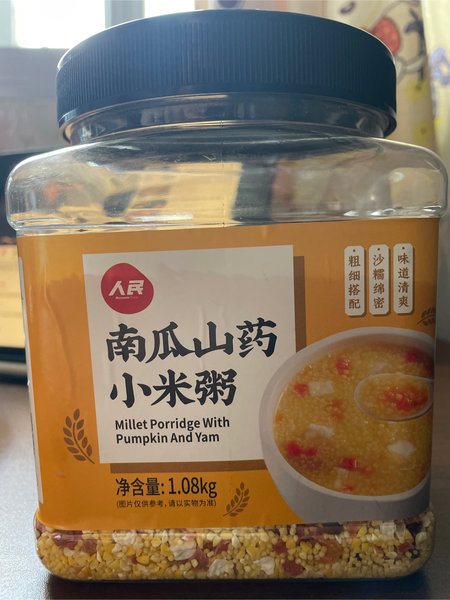 人民
南瓜山药
小米粥
Millet Porridge With
Pumpkin And Yam
净含量: 1.08kg
(图片仅供参考,请以实物为准)
粗细搭配
沙糯绵密
味道清爽